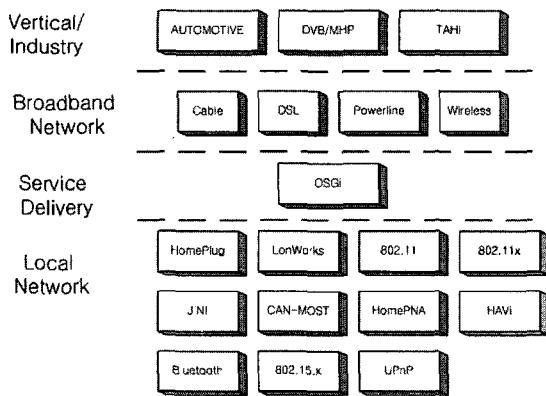 Vertical/
Industry
AUTOMOTIVE DVB/MHP TAHI
Broadband
Network
Cable DSL Powerline Wireless
Service
Delivery
OSGi
Local
Network
HomePlug LonWorks 802.11 802.11x
JINI CAN-MOST HomePNA HAVi
Bluetooth 802.15.x UPnP